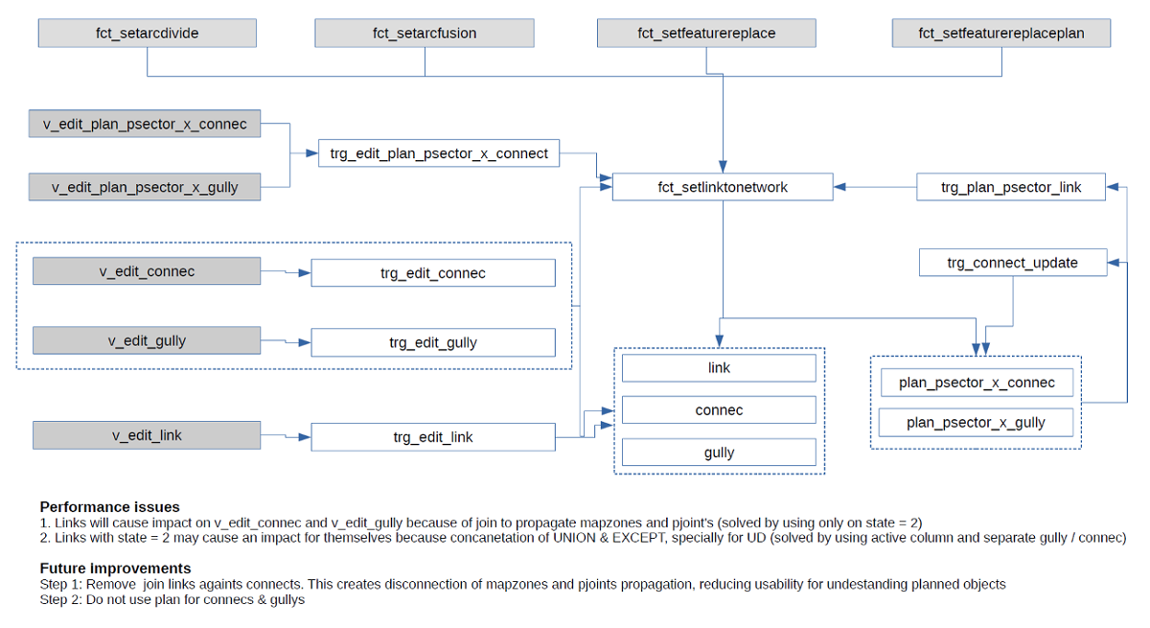 fct_setarcdivide
fct_setarcfusion
fct_setfeaturereplace
fct_setfeaturereplaceplan
v_edit_plan_psector_x_connec
trg_edit_plan_psector_x_connect
v_edit_plan_psector_x_gully
fct_setlinktonetwork
trg_plan_psector_link
v_edit_connec
trg_edit_connec
trg_connect_update
v_edit_gully
trg_edit_gully
link
plan_psector_x_connec
connec
plan_psector_x_gully
v_edit_link
trg_edit_link
gully
Performance issues
1. Links will cause impact on v_edit_connec and v_edit_gully because of join to propagate mapzones and pjoint's (solved by using only on state = 2)
2. Links with state = 2 may cause an impact for themselves because concanetation of UNION & EXCEPT, specially for UD (solved by using active column and separate gully / connec)
Future improvements
Step 1: Remove join links againts connects. This creates disconnection of mapzones and pjoints propagation, reducing usability for undestanding planned objects
Step 2: Do not use plan for connecs & gullys